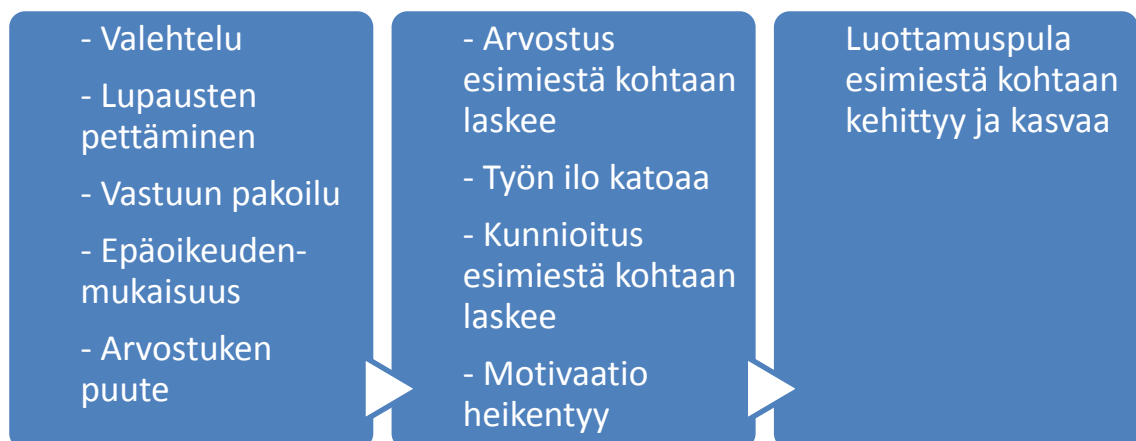 - Valehtelu
- Lupausten
pettäminen
- Vastuun pakoilu
- Epäoikeuden-
mukaisuus
- Arvostuken
puute
- Arvostus
esimiestä kohtaan
laskee
- Työn ilo katoaa
- Kunnioitus
esimiestä kohtaan
laskee
- Motivaatio
heikentyy
Luottamuspula
esimiestä kohtaan
kehittyy ja kasvaa